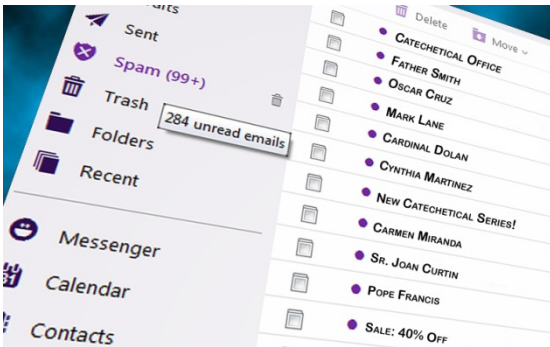 Sent
Spam (99+)
Trash
284 unread emails
Folders
Recent
Messenger
Calendar
31
Contacts
Delete
Move
Catechetical Office
Father Smith
Oscar Cruz
Mark Lane
Cardinal Dolan
Cynthia Martinez
New Catechetical Series!
Carmen Miranda
Sr. Joan Curtin
Pope Francis
Sale: 40% Off